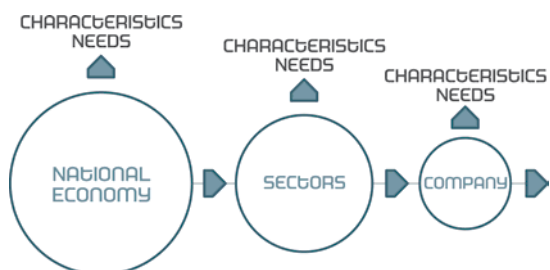 CHARACTERISTICS
NEEDS
CHARACTERISTICS
NEEDS
CHARACTERISTICS
NEEDS
NATIONAL
ECONOMY
SECTORS
COMPANY